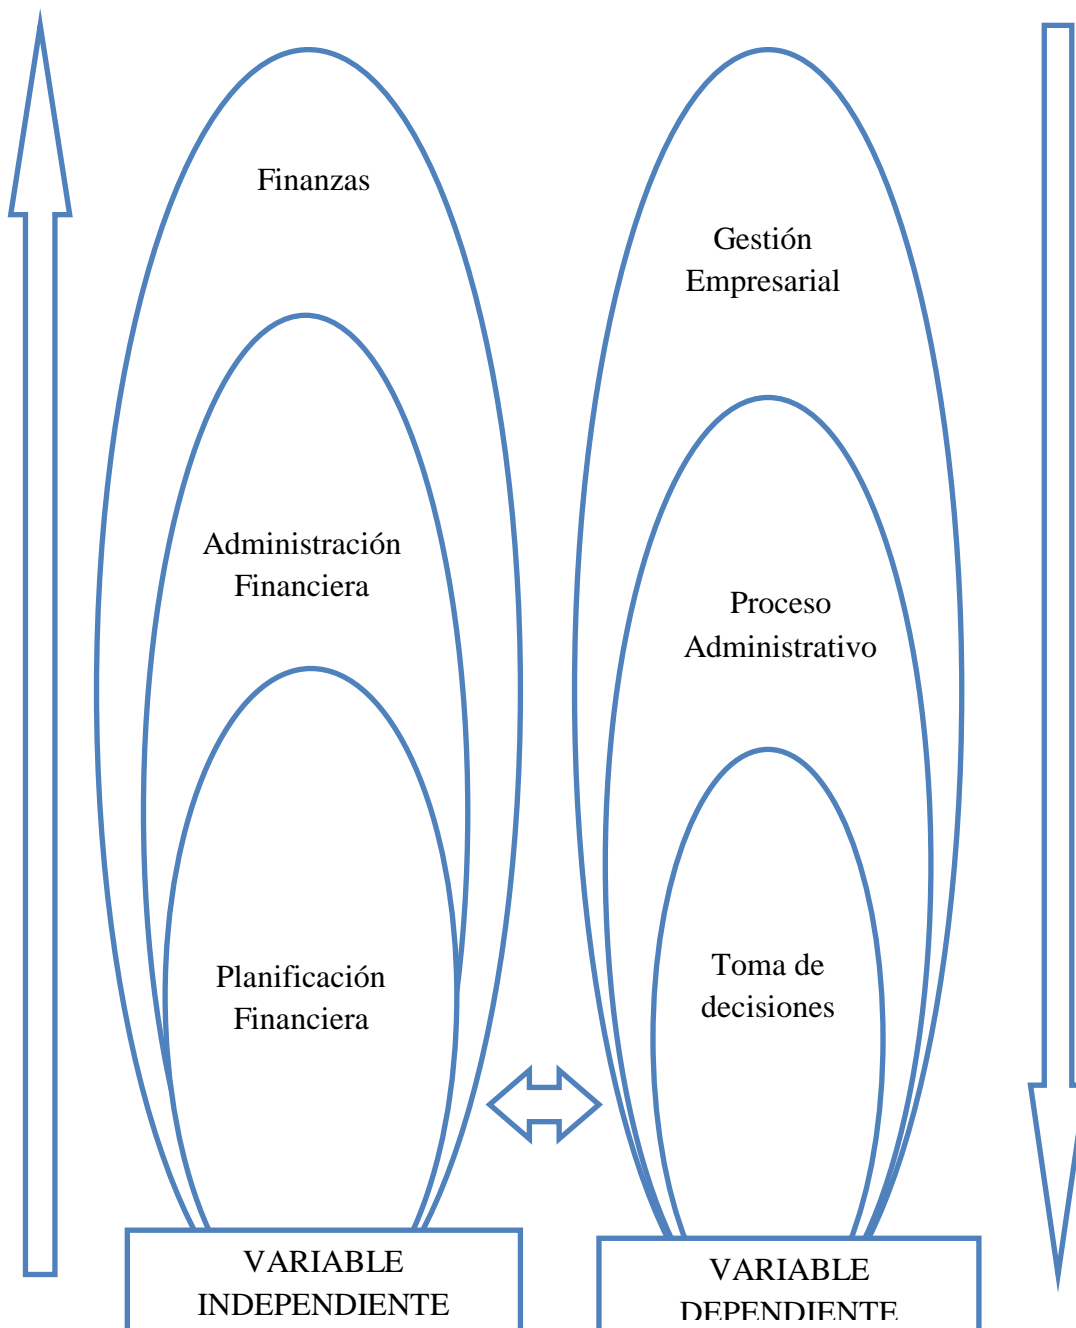 Finanzas
Administración
Financiera
Planificación
Financiera
VARIABLE
INDEPENDIENTE
Gestión
Empresarial
Proceso
Administrativo
Toma de
decisiones
VARIABLE
DEPENDIENTE